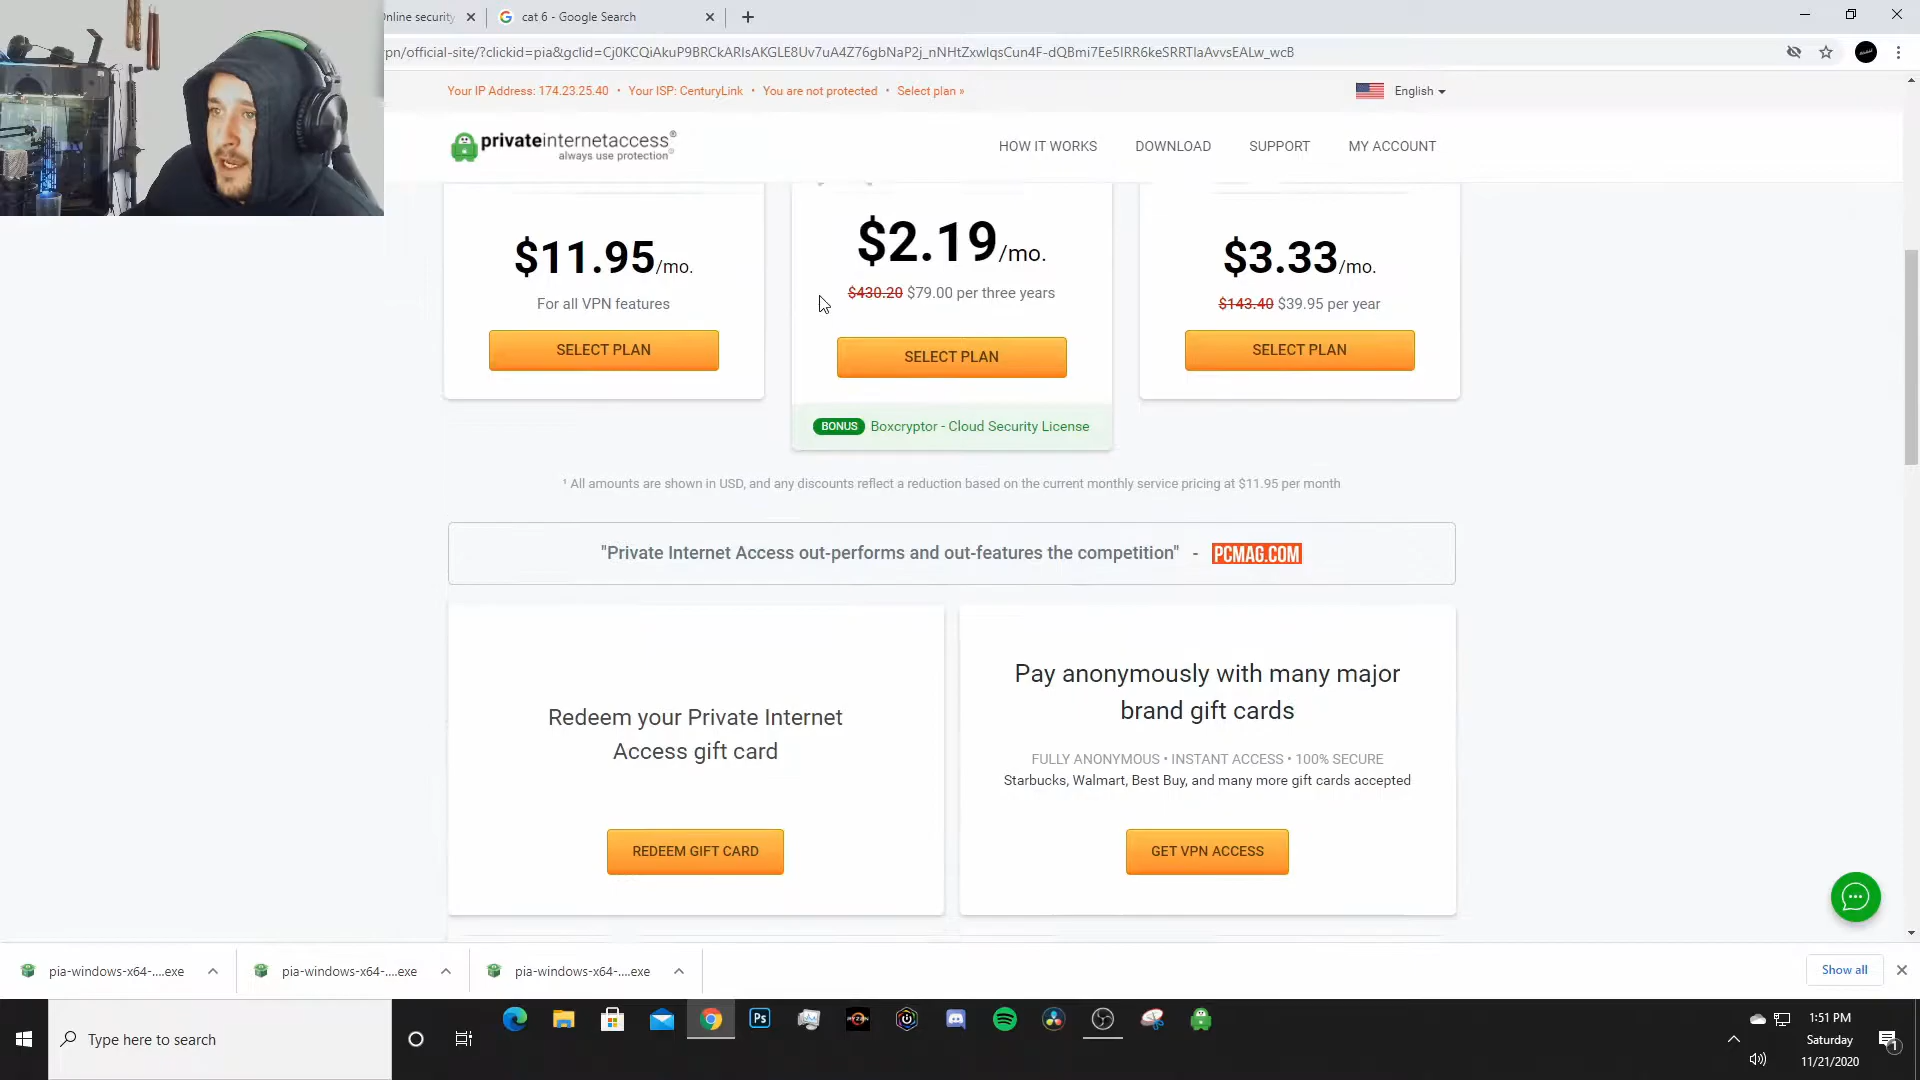 Online security
cat 6 - Google Search
pn/official-site/?clickid=pia&gclid=Cj0KCQiAkuP9BRCkARIsAKGLE8Uv7uA4Z76gbNaP2j_nNHtZxwIqsCun4F-dQBmi7Ee5IRR6keSRRTIaAvvsEALw_wcB
Your IP Address: 174.23.25.40 • Your ISP: CenturyLink • You are not protected • Select plan »
English
privateinternetaccess®
always use protection
HOW IT WORKS DOWNLOAD SUPPORT MY ACCOUNT
$11.95/mo.
For all VPN features
SELECT PLAN
$2.19/mo.
$430.20 $79.00 per three years
SELECT PLAN
BONUS Boxcryptor - Cloud Security License
$3.33/mo.
$143.40 $39.95 per year
SELECT PLAN
¹ All amounts are shown in USD, and any discounts reflect a reduction based on the current monthly service pricing at $11.95 per month
"Private Internet Access out-performs and out-features the competition" - PCMAG.COM
Redeem your Private Internet
Access gift card
REDEEM GIFT CARD
Pay anonymously with many major
brand gift cards
FULLY ANONYMOUS • INSTANT ACCESS • 100% SECURE
Starbucks, Walmart, Best Buy, and many more gift cards accepted
GET VPN ACCESS
pia-windows-x64-....exe
pia-windows-x64-....exe
pia-windows-x64-....exe
Show all
Type here to search
Ps
RYZEN
1:51 PM
Saturday
11/21/2020
1